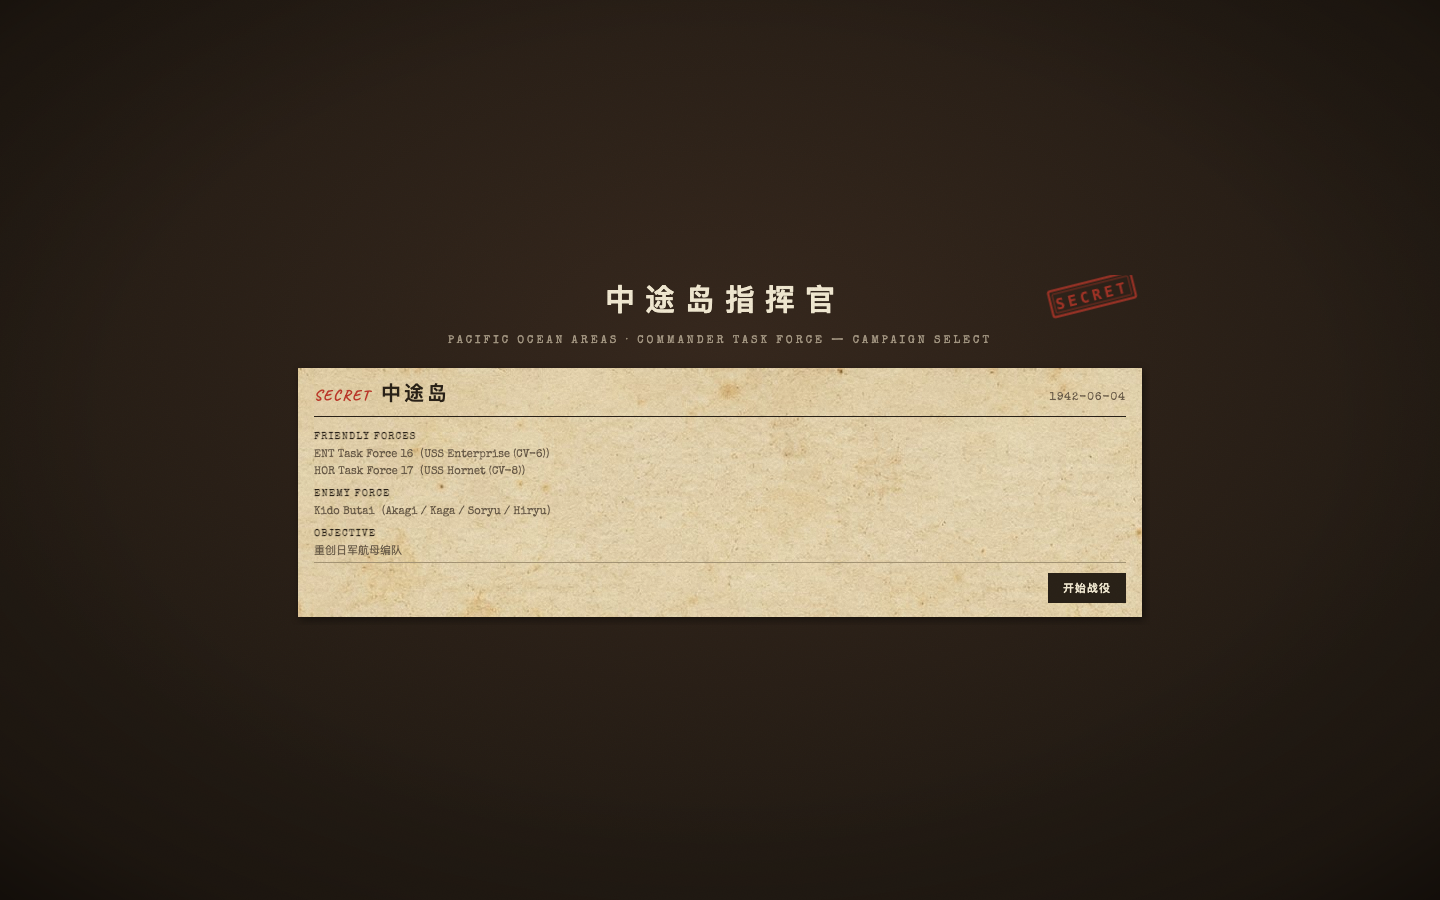 中途岛指挥官
SECRET
PACIFIC OCEAN AREAS · COMMANDER TASK FORCE — CAMPAIGN SELECT
SECRET 中途岛
1942-06-04
FRIENDLY FORCES
ENT Task Force 16 (USS Enterprise (CV-6))
HOR Task Force 17 (USS Hornet (CV-8))
ENEMY FORCE
Kido Butai (Akagi / Kaga / Soryu / Hiryu)
OBJECTIVE
重创日军航母编队
开始战役